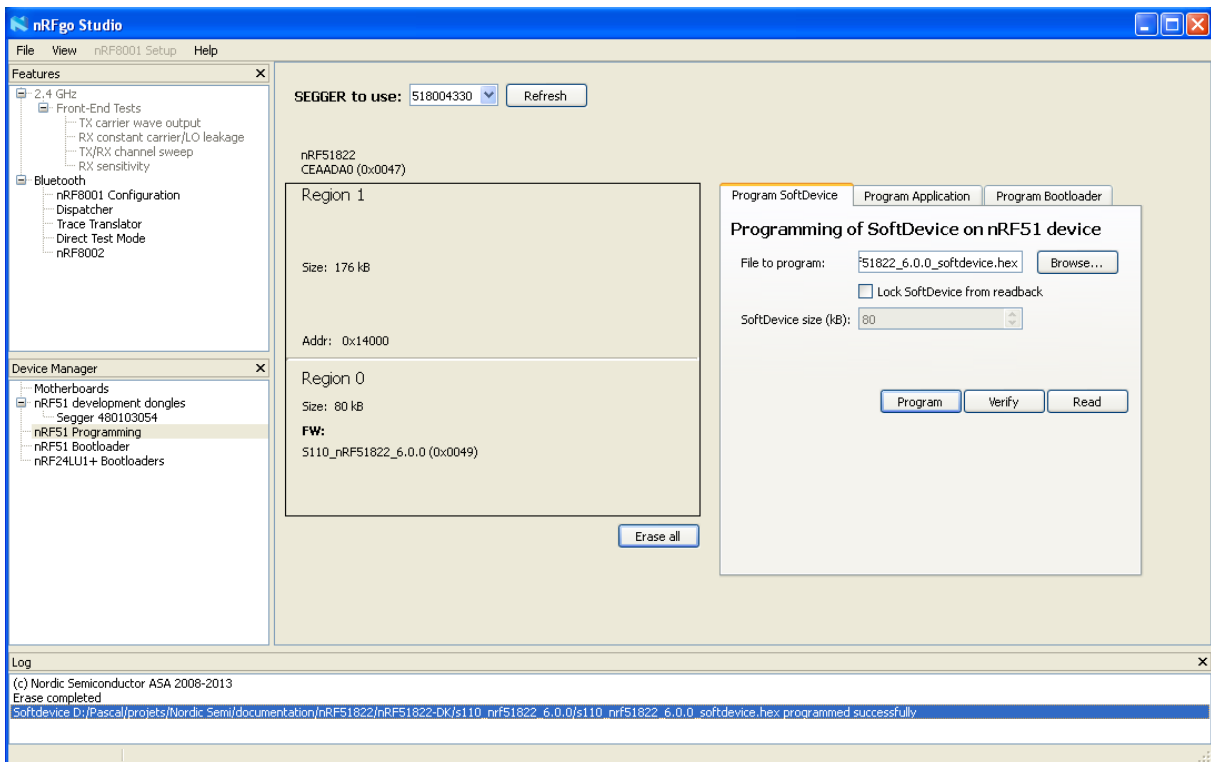 nRFgo Studio
File View nRF8001 Setup Help
Features
2.4 GHz
Front-End Tests
TX carrier wave output
RX constant carrier/LO leakage
TX/RX channel sweep
RX sensitivity
Bluetooth
nRF8001 Configuration
Dispatcher
Trace Translator
Direct Test Mode
nRF8002
Device Manager
Motherboards
nRF51 development dongles
Segger 480103054
nRF51 Programming
nRF51 Bootloader
nRF24LU1+ Bootloaders
SEGGER to use: 518004330 Refresh
nRF51822
CEAADA0 (0x0047)
Region 1
Size: 176 kB
Addr: 0x14000
Region 0
Size: 80 kB
FW:
S110_nRF51822_6.0.0 (0x0049)
Erase all
Program SoftDevice Program Application Program Bootloader
Programming of SoftDevice on nRF51 device
File to program: 51822_6.0.0_softdevice.hex Browse...
Lock SoftDevice from readback
SoftDevice size (kB): 80
Program Verify Read
Log
(c) Nordic Semiconductor ASA 2008-2013
Erase completed
Softdevice D:/Pascal/projets/Nordic Semi/documentation/nRF51822/nRF51822-DK/s110_nrf51822_6.0.0/s110_nrf51822_6.0.0_softdevice.hex programmed successfully